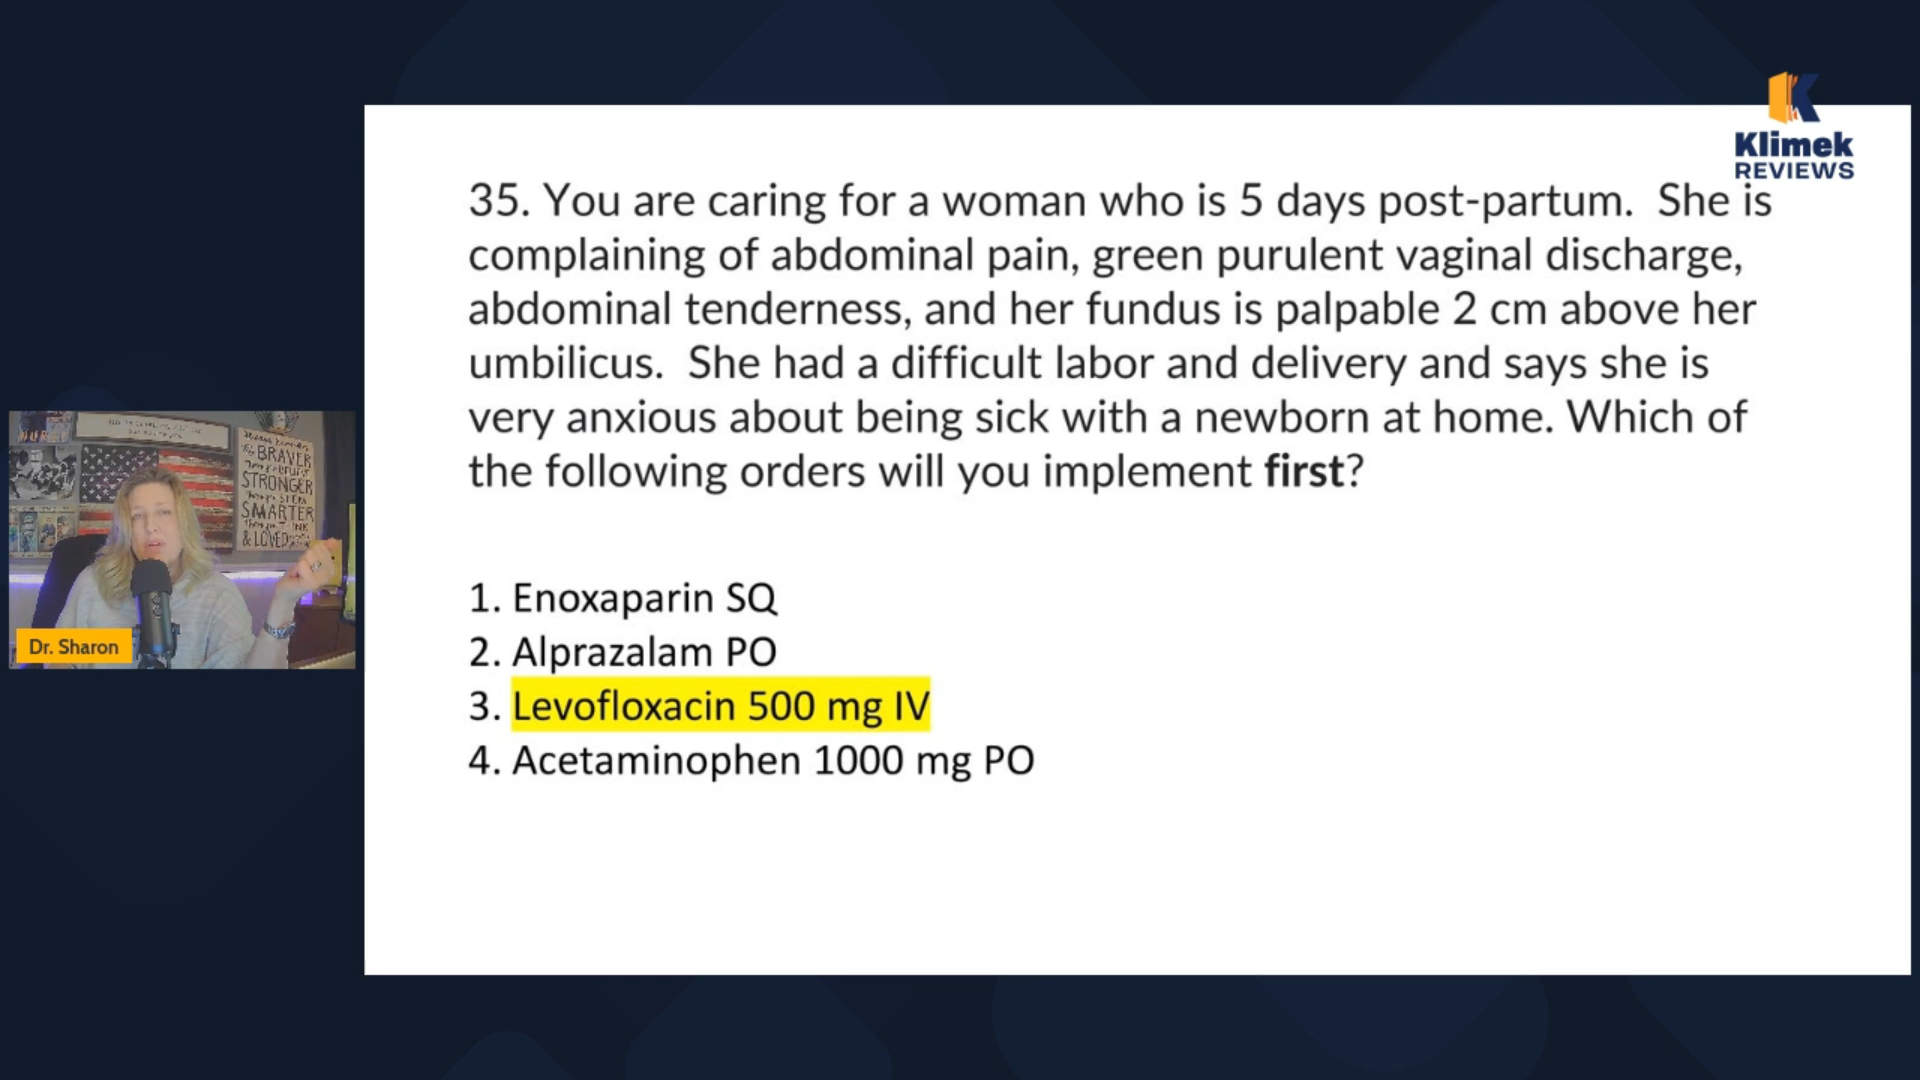 Klimek
REVIEWS
35. You are caring for a woman who is 5 days post-partum. She is
complaining of abdominal pain, green purulent vaginal discharge,
abdominal tenderness, and her fundus is palpable 2 cm above her
umbilicus. She had a difficult labor and delivery and says she is
very anxious about being sick with a newborn at home. Which of
the following orders will you implement first?
1. Enoxaparin SQ
2. Alprazalam PO
3. Levofloxacin 500 mg IV
4. Acetaminophen 1000 mg PO
BRAVER
STRONGER
SMARTER
& LOVED
Dr. Sharon